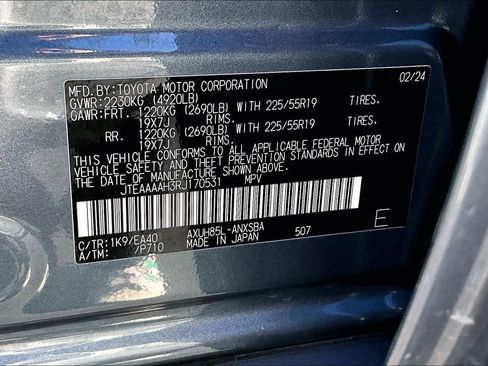 MFD.BY:TOYOTA MOTOR CORPORATION 02/24
GVWR:2230KG (4920LB)
GAWR:FRT. 1220KG (2690LB) WITH 225/55R19 TIRES.
19X7J RIMS.
RR. 1220KG (2690LB) WITH 225/55R19 TIRES.
19X7J RIMS.
THIS VEHICLE CONFORMS TO ALL APPLICABLE FEDERAL MOTOR
VEHICLE SAFETY AND THEFT PREVENTION STANDARDS IN EFFECT ON
THE DATE OF MANUFACTURE SHOWN ABOVE.
JTEAAAAH3RJ170531 MPV
C/TR:1K9/EA40 AXUH85L-ANXSBA
A/TM: /P710 MADE IN JAPAN 507 E